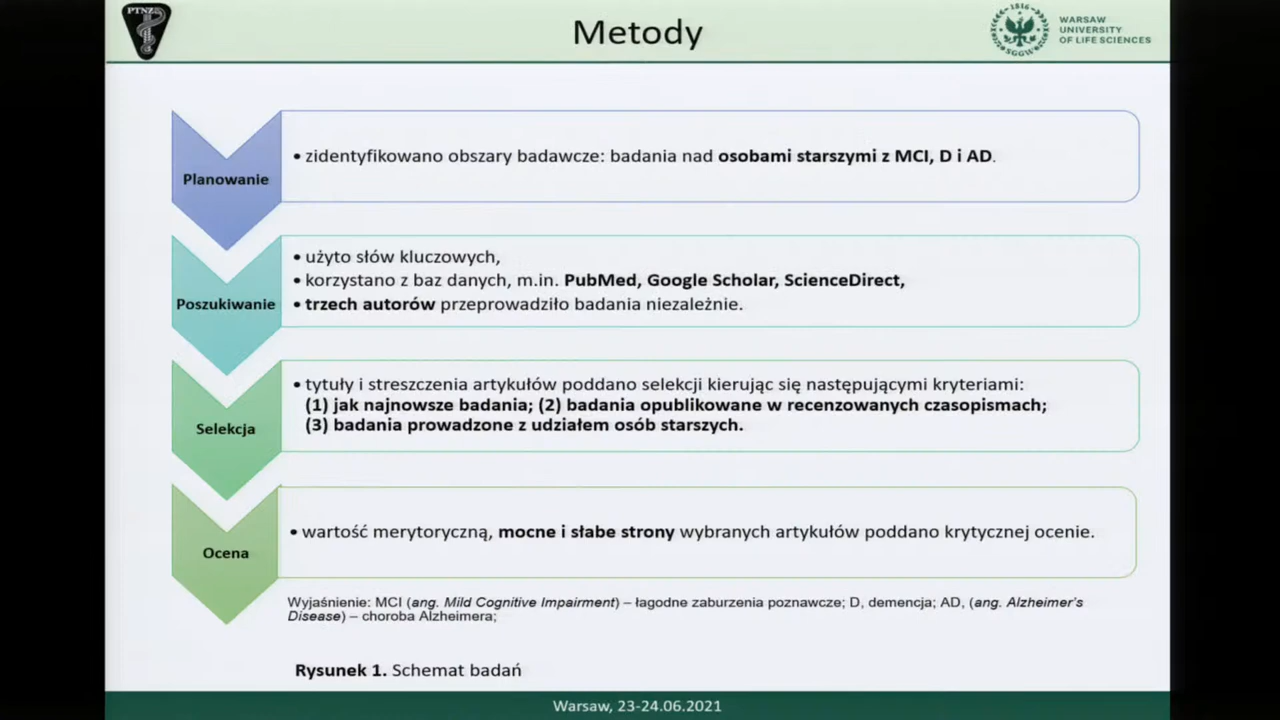 PTNZ
Metody
·1816·
SGGW
WARSAW
UNIVERSITY
OF LIFE SCIENCES
Planowanie
• zidentyfikowano obszary badawcze: badania nad osobami starszymi z MCI, D i AD.
Poszukiwanie
• użyto słów kluczowych,
• korzystano z baz danych, m.in. PubMed, Google Scholar, ScienceDirect,
• trzech autorów przeprowadziło badania niezależnie.
Selekcja
• tytuły i streszczenia artykułów poddano selekcji kierując się następującymi kryteriami:
(1) jak najnowsze badania; (2) badania opublikowane w recenzowanych czasopismach;
(3) badania prowadzone z udziałem osób starszych.
Ocena
• wartość merytoryczną, mocne i słabe strony wybranych artykułów poddano krytycznej ocenie.
Wyjaśnienie: MCI (ang. Mild Cognitive Impairment) – łagodne zaburzenia poznawcze; D, demencja; AD, (ang. Alzheimer's
Disease) – choroba Alzheimera;
Rysunek 1. Schemat badań
Warsaw, 23-24.06.2021